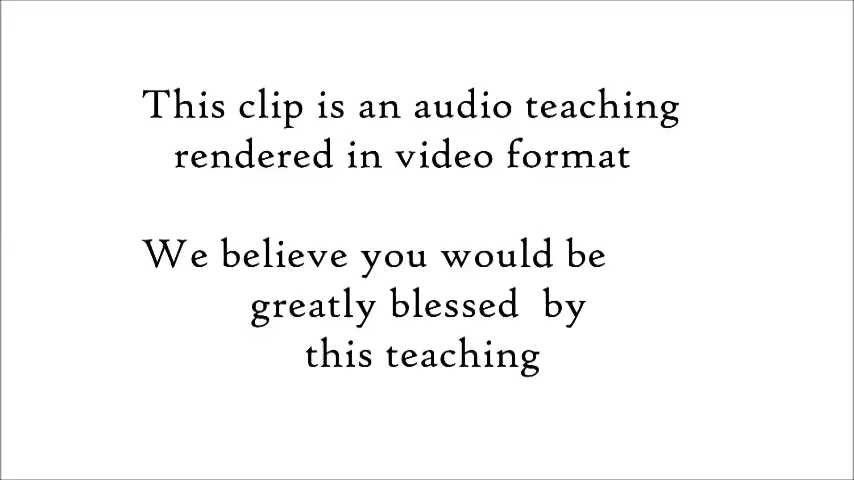 This clip is an audio teaching
rendered in video format
We believe you would be
greatly blessed by
this teaching